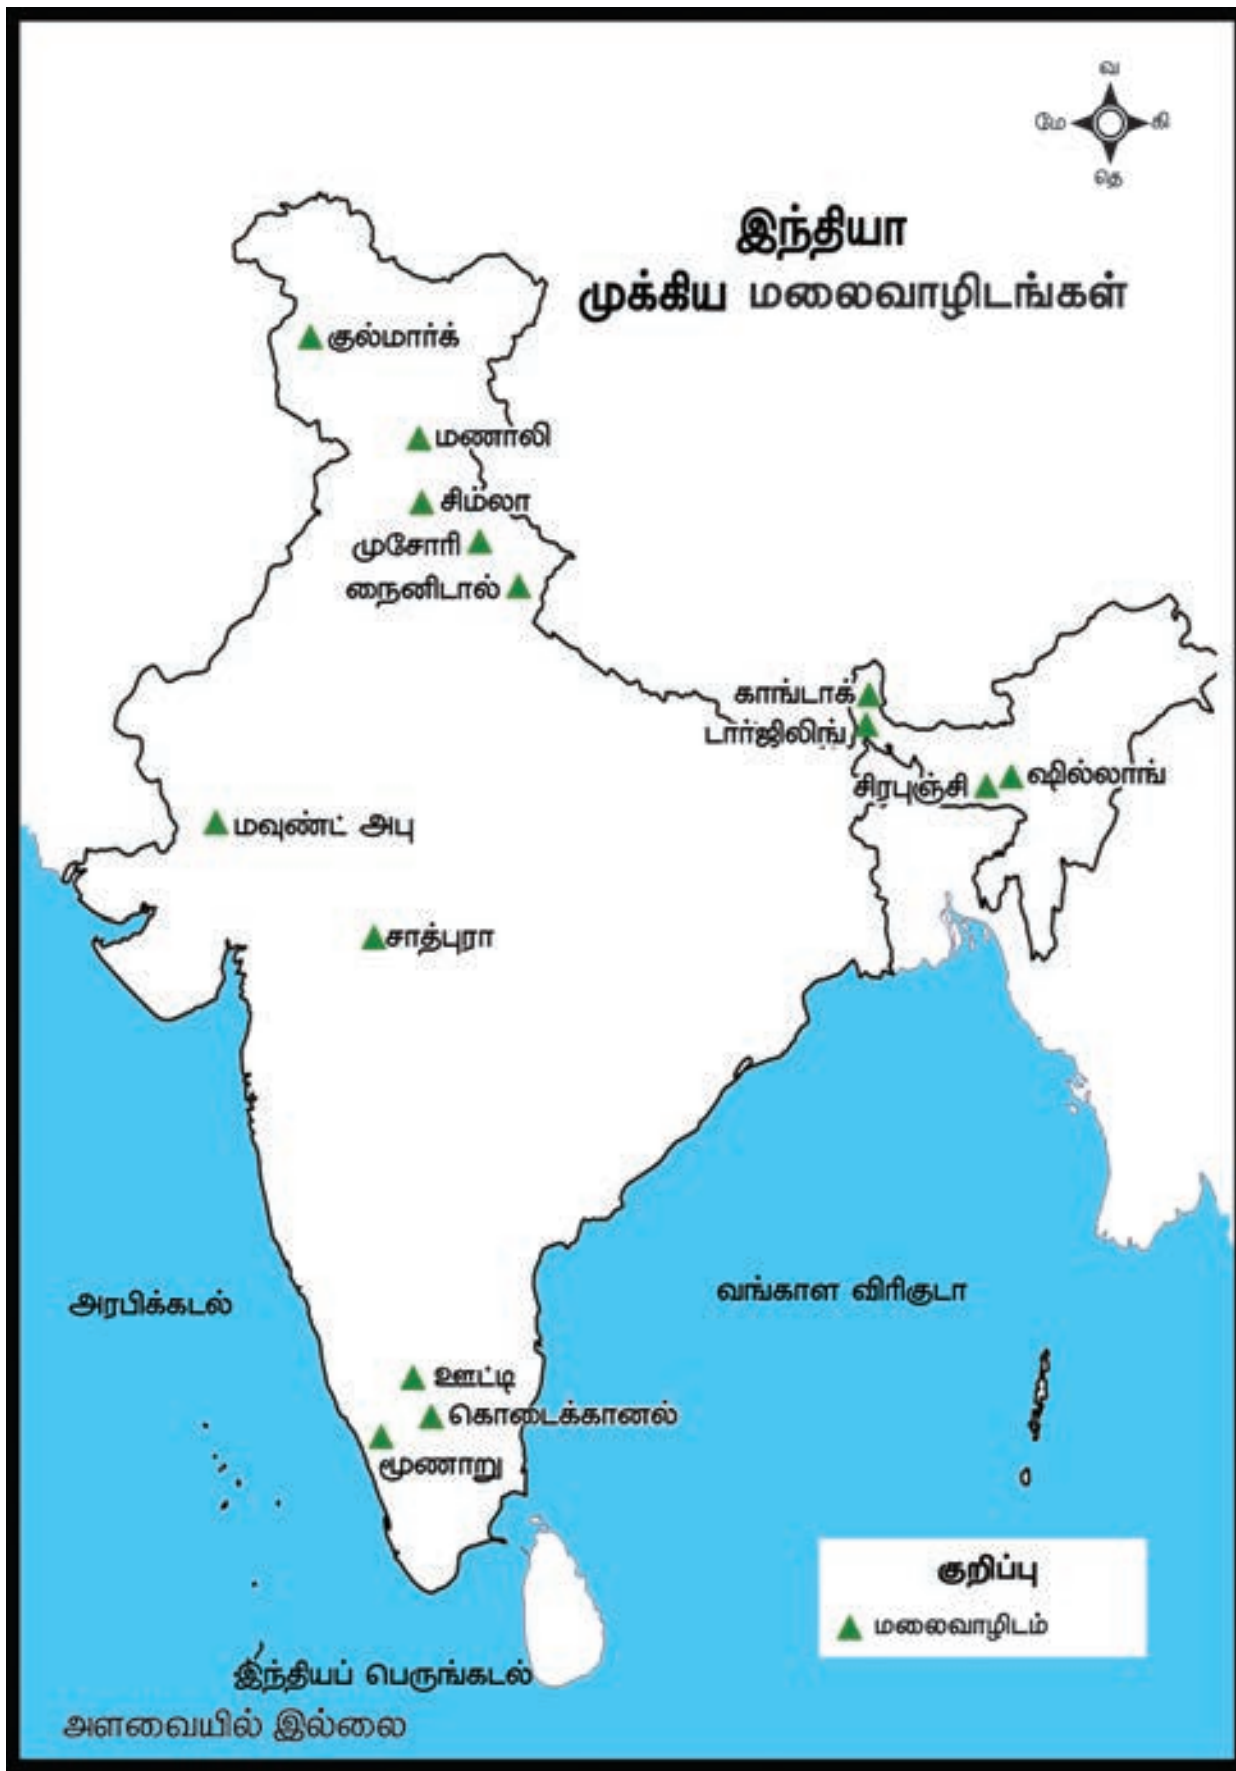 வ
மே
கி
தெ
இந்தியா
முக்கிய மலைவாழிடங்கள்
குல்மார்க்
மணாலி
சிம்லா
முசோரி
நைனிடால்
காங்டாக்
டார்ஜிலிங்
சிரபுஞ்சி
ஷில்லாங்
மவுண்ட் அபு
சாத்புரா
அரபிக்கடல்
வங்காள விரிகுடா
ஊட்டி
கொடைக்கானல்
மூணாறு
குறிப்பு
மலைவாழிடம்
இந்தியப் பெருங்கடல்
அளவையில் இல்லை